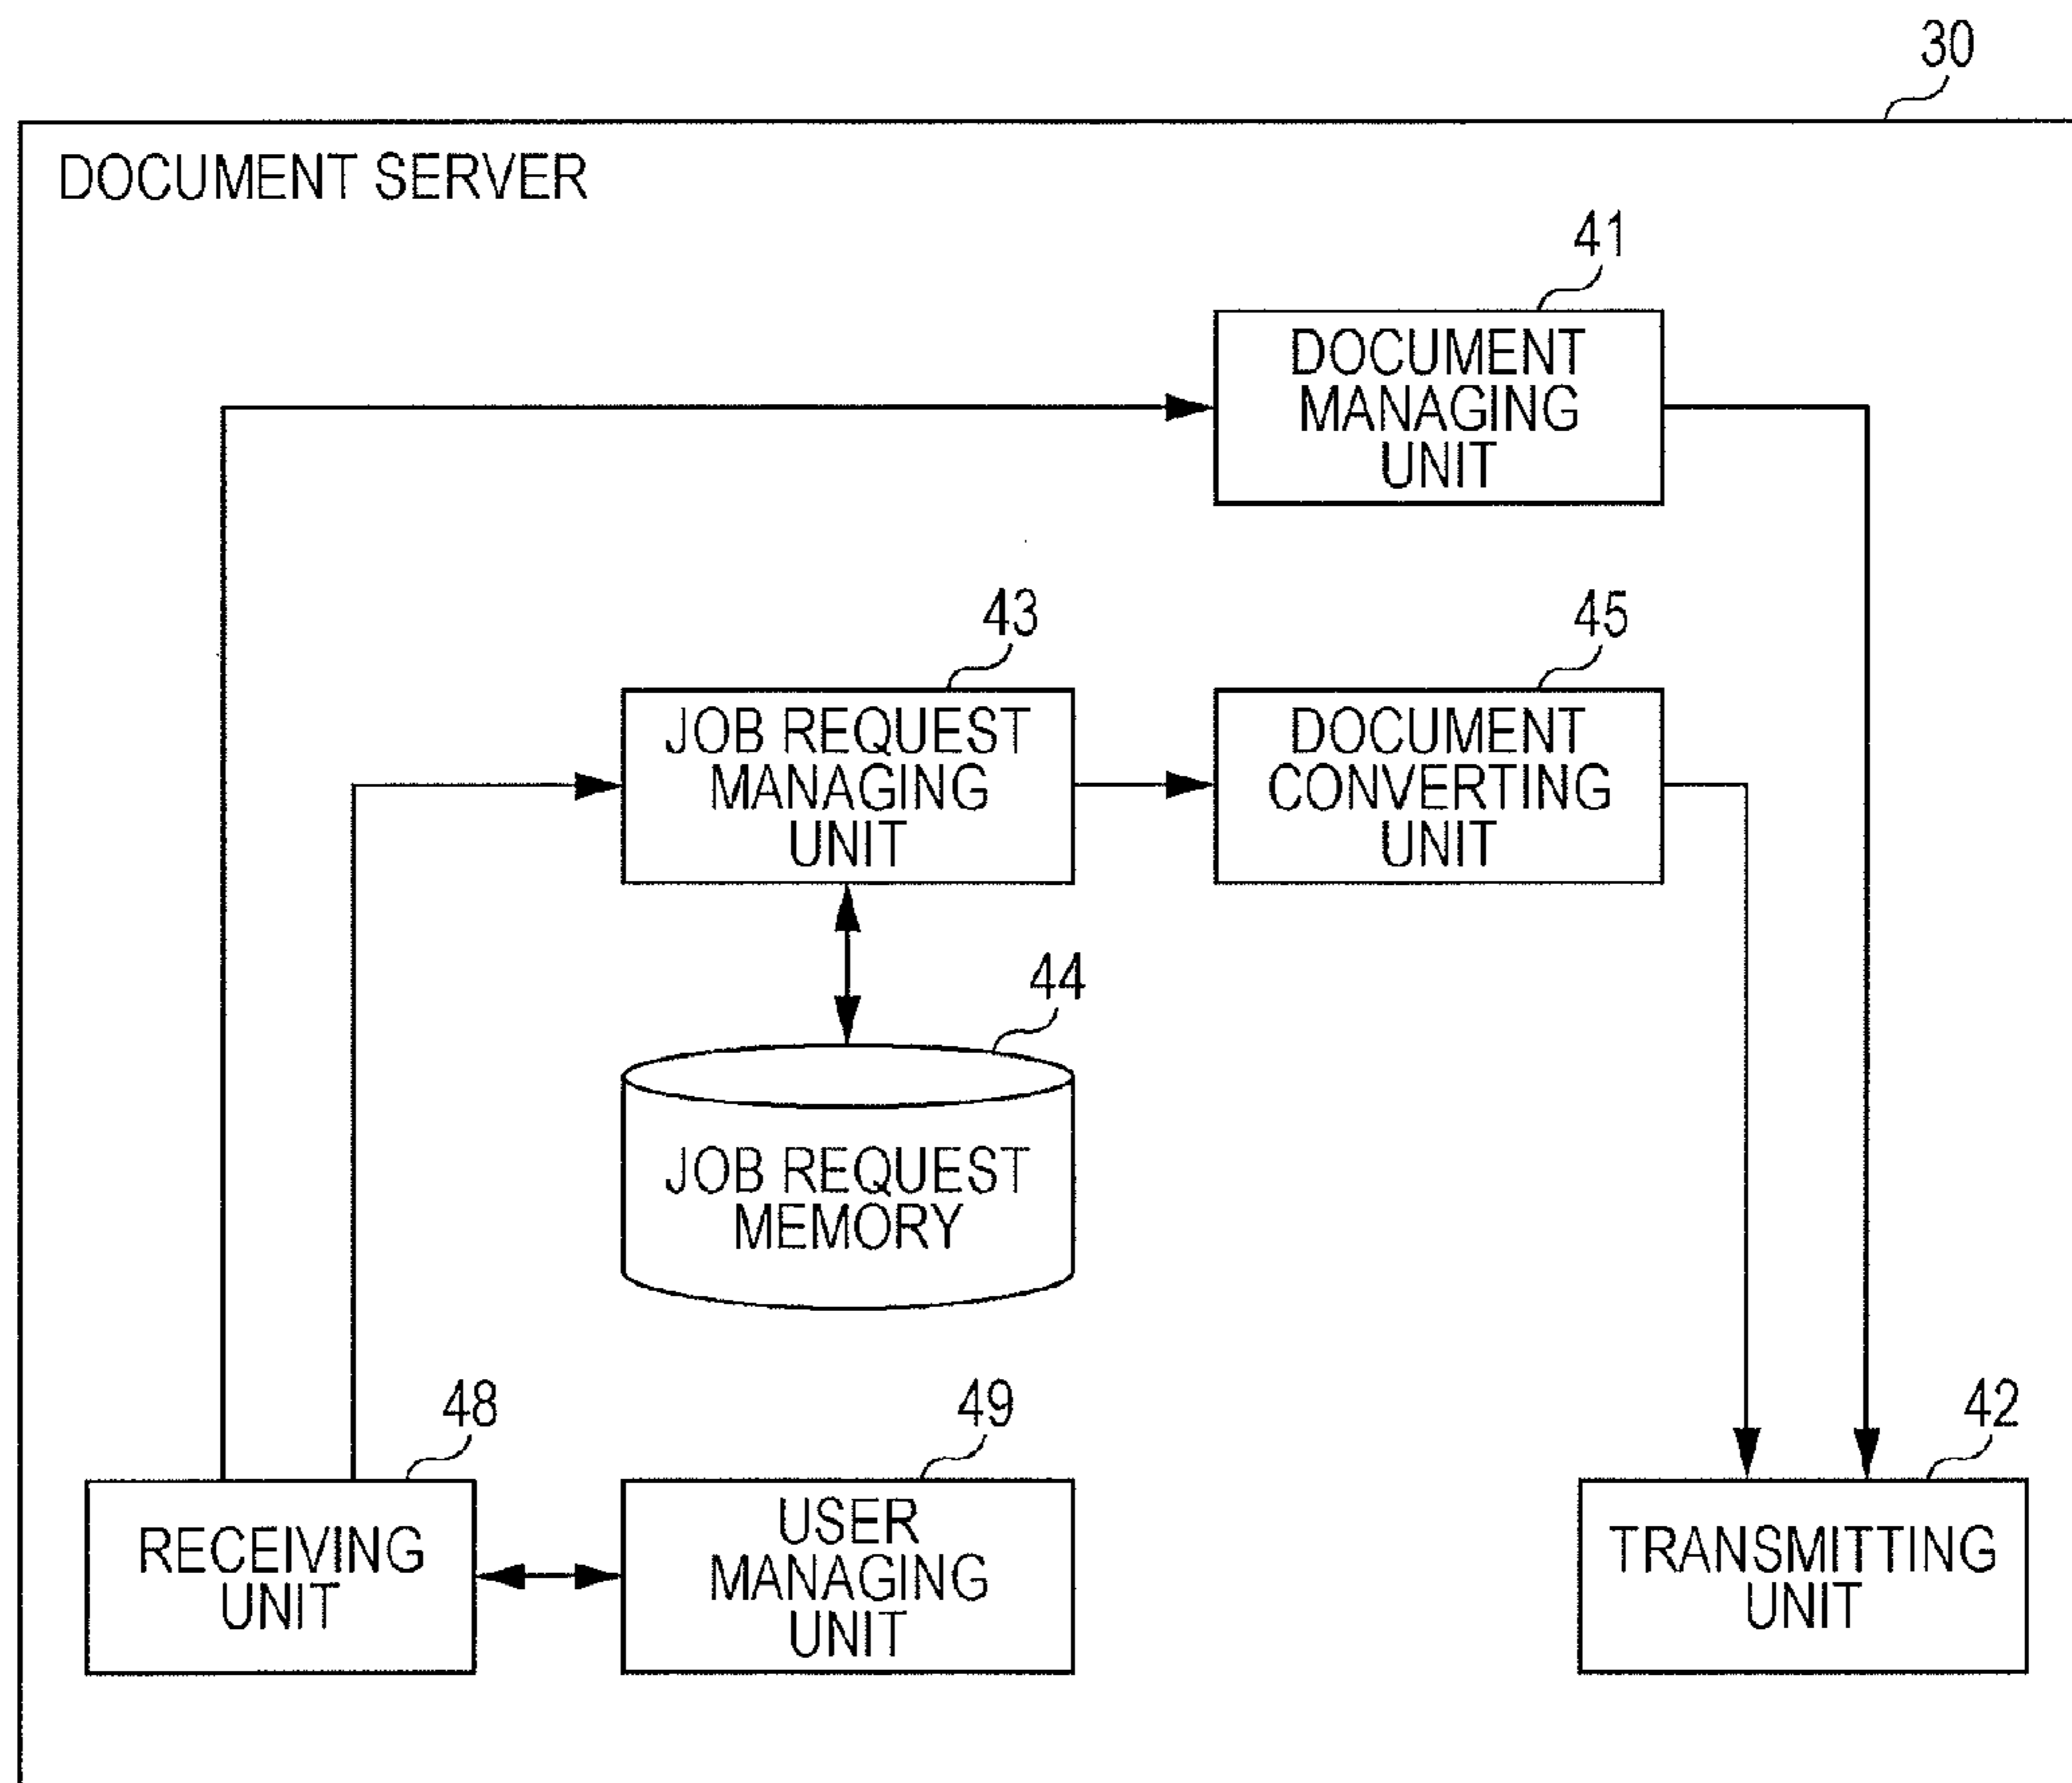 30
DOCUMENT SERVER
41
DOCUMENT
MANAGING
UNIT
43
JOB REQUEST
MANAGING
UNIT
45
DOCUMENT
CONVERTING
UNIT
44
JOB REQUEST
MEMORY
48
RECEIVING
UNIT
49
USER
MANAGING
UNIT
42
TRANSMITTING
UNIT